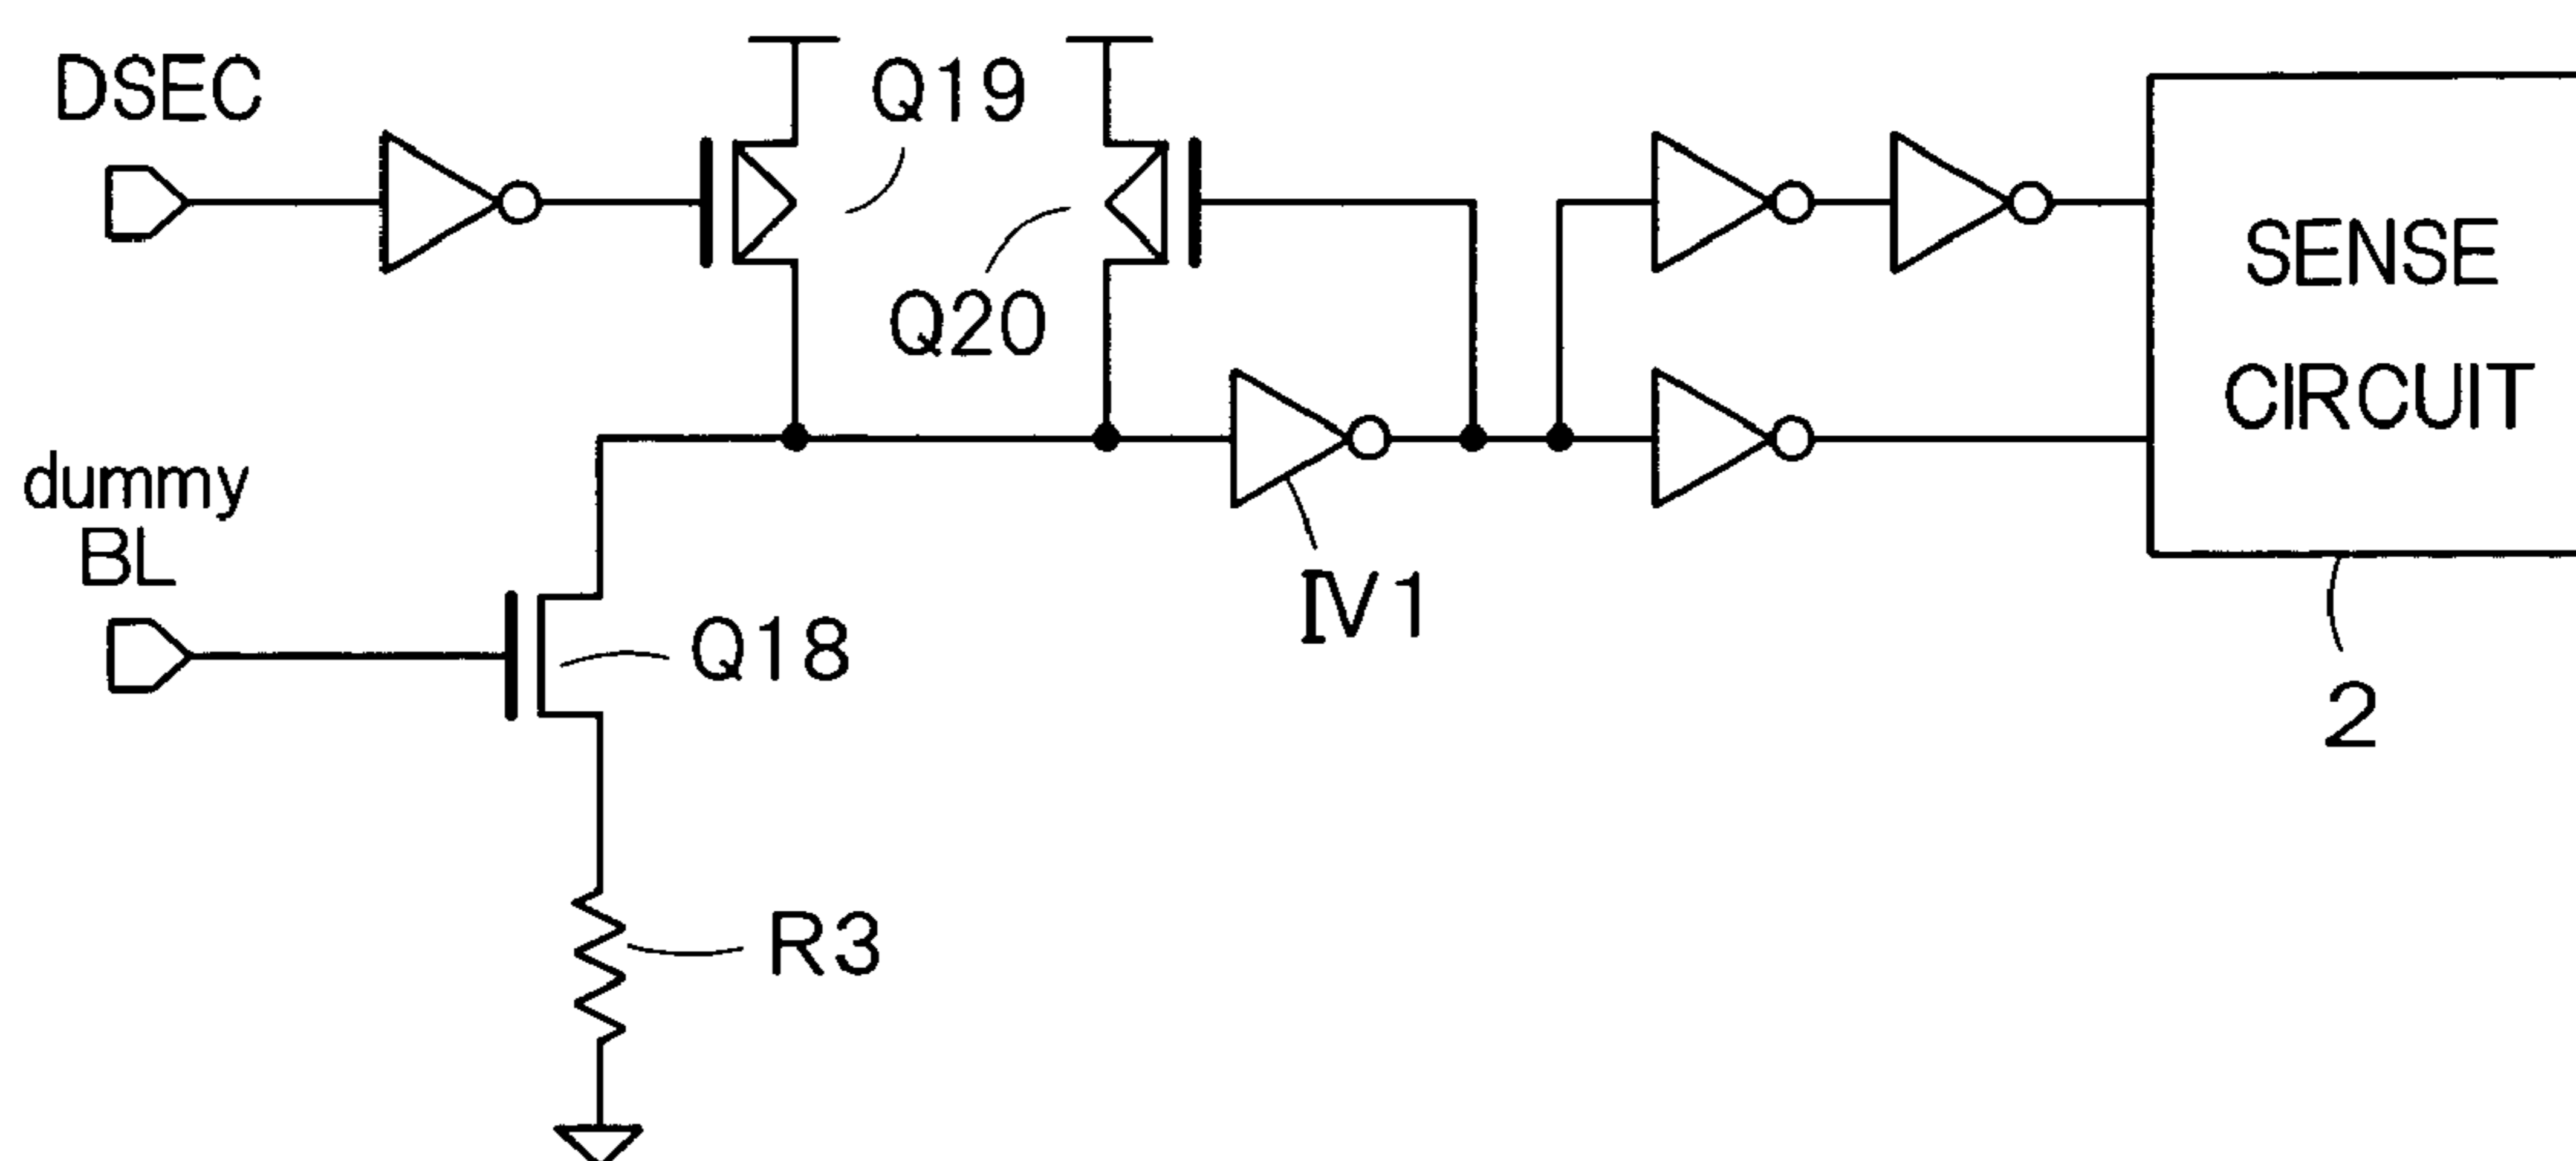 DSEC
Q19
Q20
SENSE
CIRCUIT
dummy
BL
IV1
Q18
2
R3